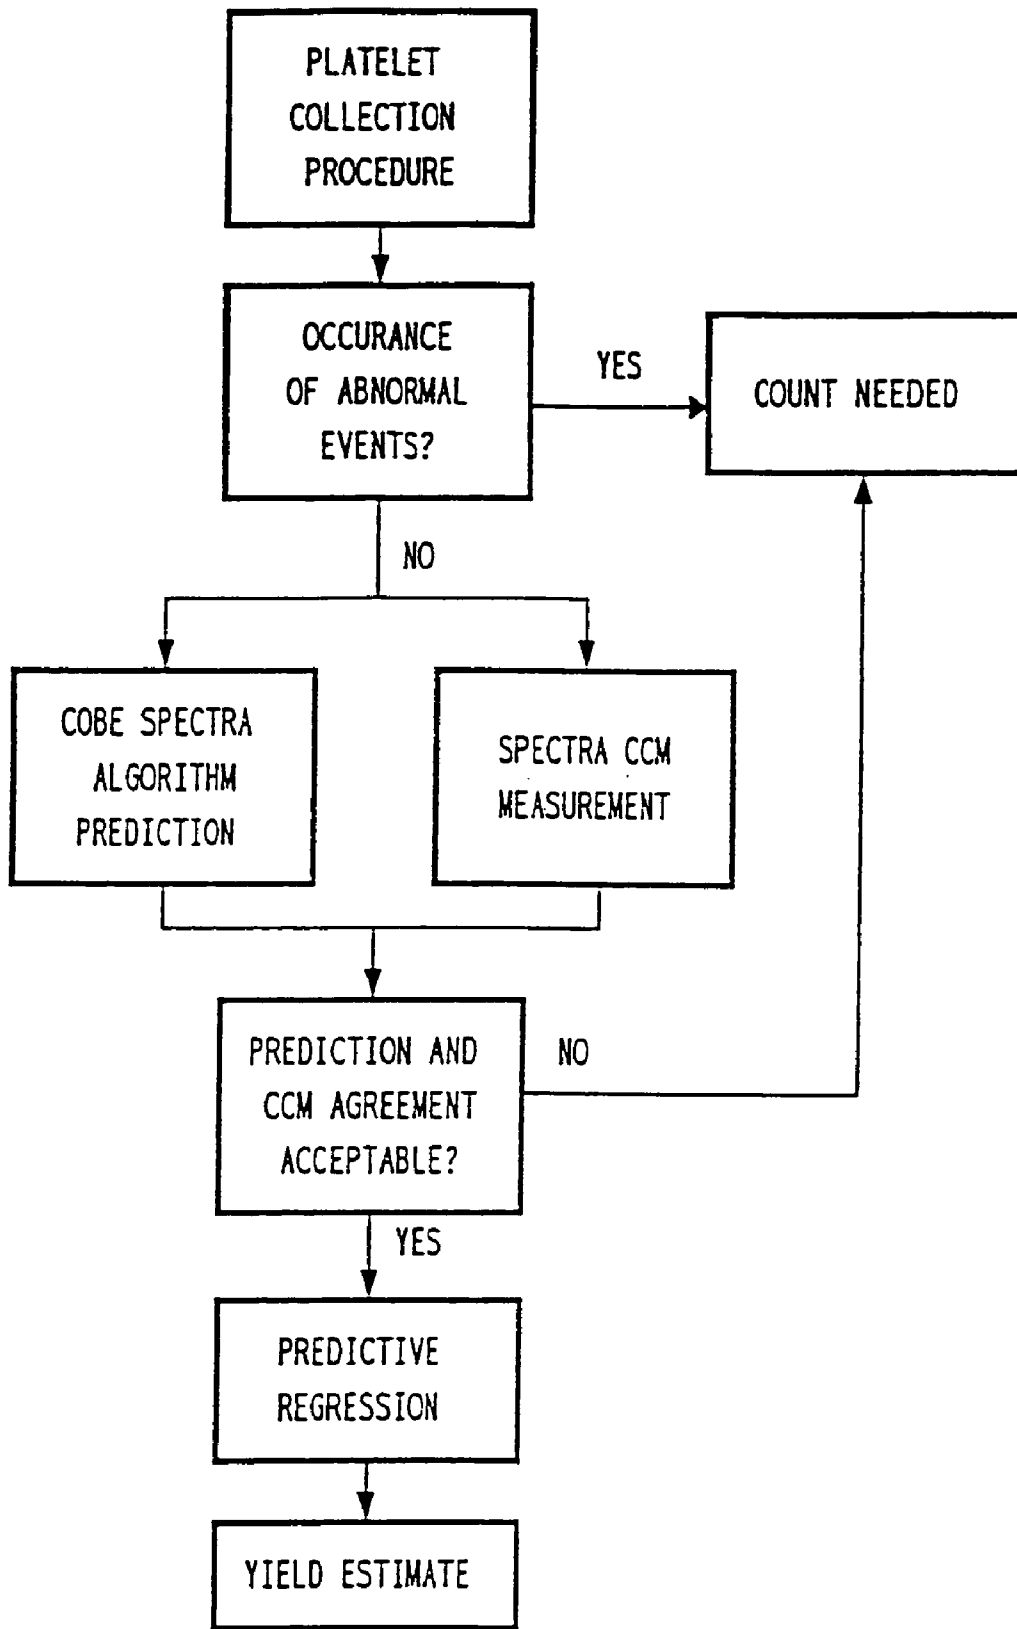 PLATELET
COLLECTION
PROCEDURE
OCCURANCE
OF ABNORMAL
EVENTS?
YES
COUNT NEEDED
NO
COBE SPECTRA
ALGORITHM
PREDICTION
SPECTRA CCM
MEASUREMENT
PREDICTION AND
CCM AGREEMENT
ACCEPTABLE?
NO
YES
PREDICTIVE
REGRESSION
YIELD ESTIMATE